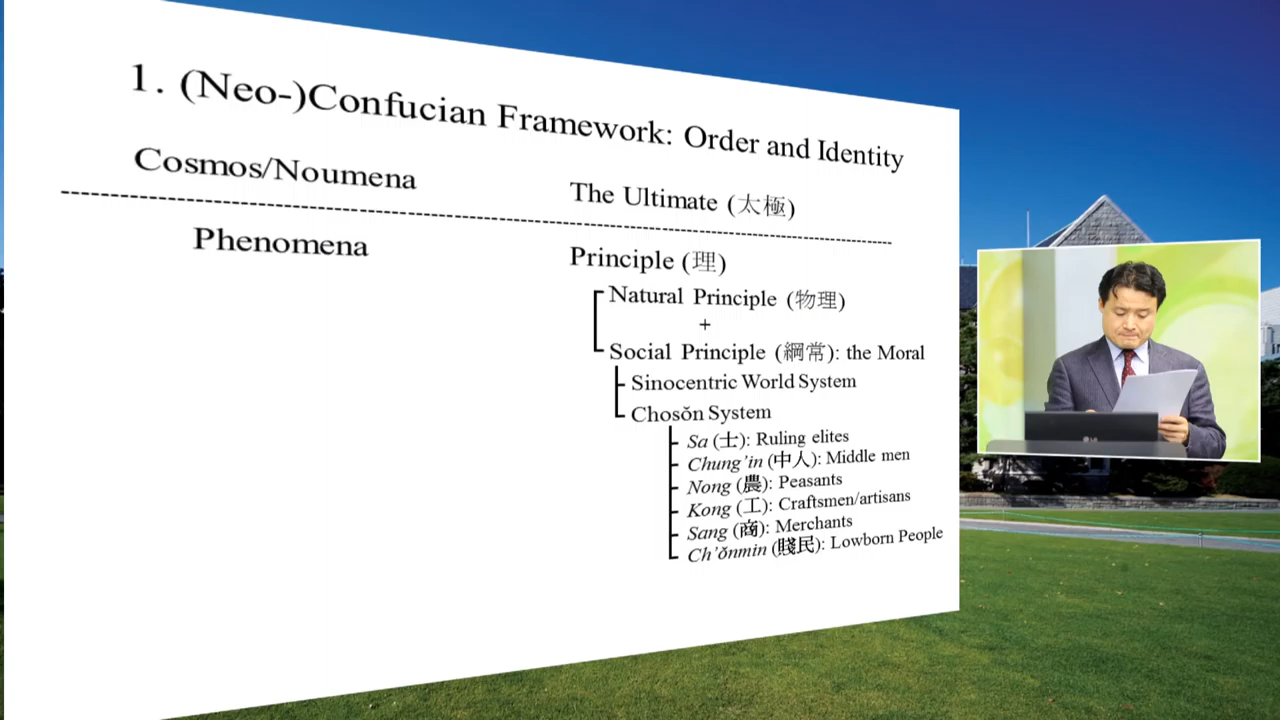 1. (Neo-)Confucian Framework: Order and Identity
Cosmos/Noumena The Ultimate (太極)
Phenomena Principle (理)
Natural Principle (物理)
+
Social Principle (綱常): the Moral
Sinocentric World System
Chosŏn System
Sa (士): Ruling elites
Chung’in (中人): Middle men
Nong (農): Peasants
Kong (工): Craftsmen/artisans
Sang (商): Merchants
Ch’ŏnmin (賤民): Lowborn People
LG